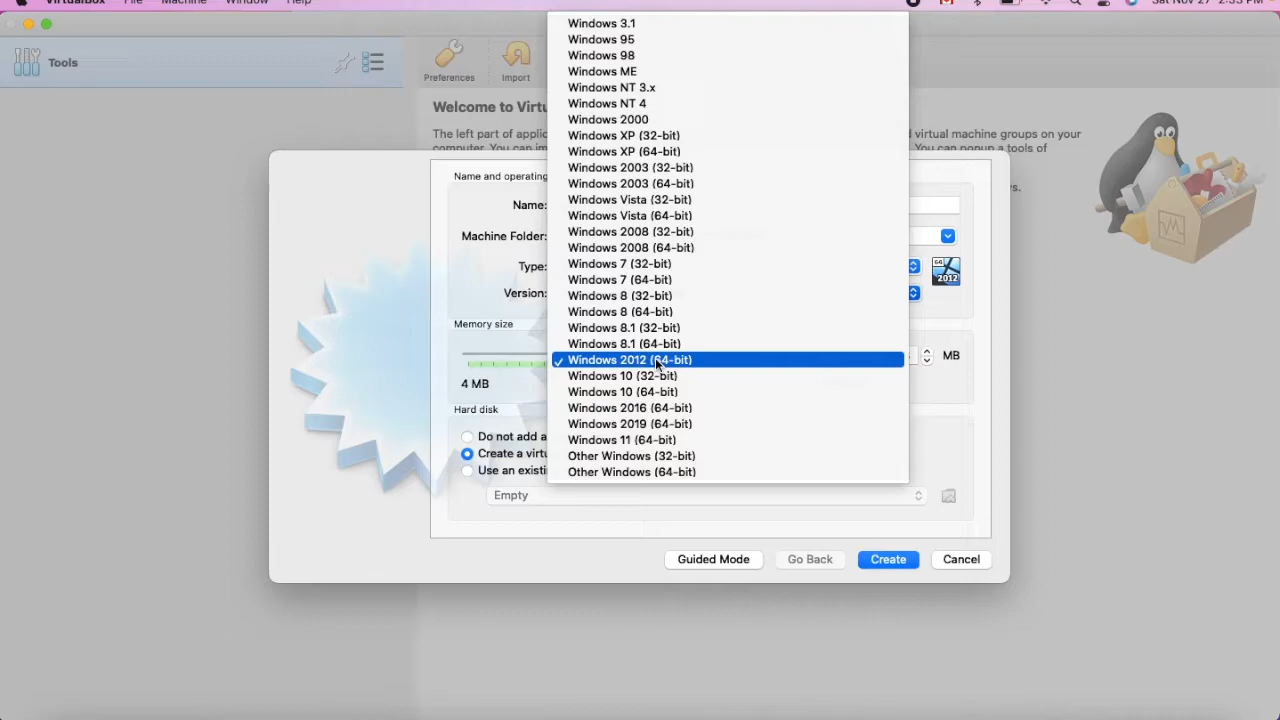 VirtualBox File Machine Window Help Sat Nov 27 2:33 PM
Tools
Preferences
Import
Welcome to Virtu
The left part of applic
d virtual machine groups on your
computer. You can im
You can popup a tools of
s.
Name and operating
Name:
Machine Folder:
Type:
Version:
64
2012
Memory size
4 MB
MB
Hard disk
Do not add a
Create a virtu
Use an existi
Empty
Windows 3.1
Windows 95
Windows 98
Windows ME
Windows NT 3.x
Windows NT 4
Windows 2000
Windows XP (32-bit)
Windows XP (64-bit)
Windows 2003 (32-bit)
Windows 2003 (64-bit)
Windows Vista (32-bit)
Windows Vista (64-bit)
Windows 2008 (32-bit)
Windows 2008 (64-bit)
Windows 7 (32-bit)
Windows 7 (64-bit)
Windows 8 (32-bit)
Windows 8 (64-bit)
Windows 8.1 (32-bit)
Windows 8.1 (64-bit)
Windows 2012 (64-bit)
Windows 10 (32-bit)
Windows 10 (64-bit)
Windows 2016 (64-bit)
Windows 2019 (64-bit)
Windows 11 (64-bit)
Other Windows (32-bit)
Other Windows (64-bit)
Guided Mode
Go Back
Create
Cancel